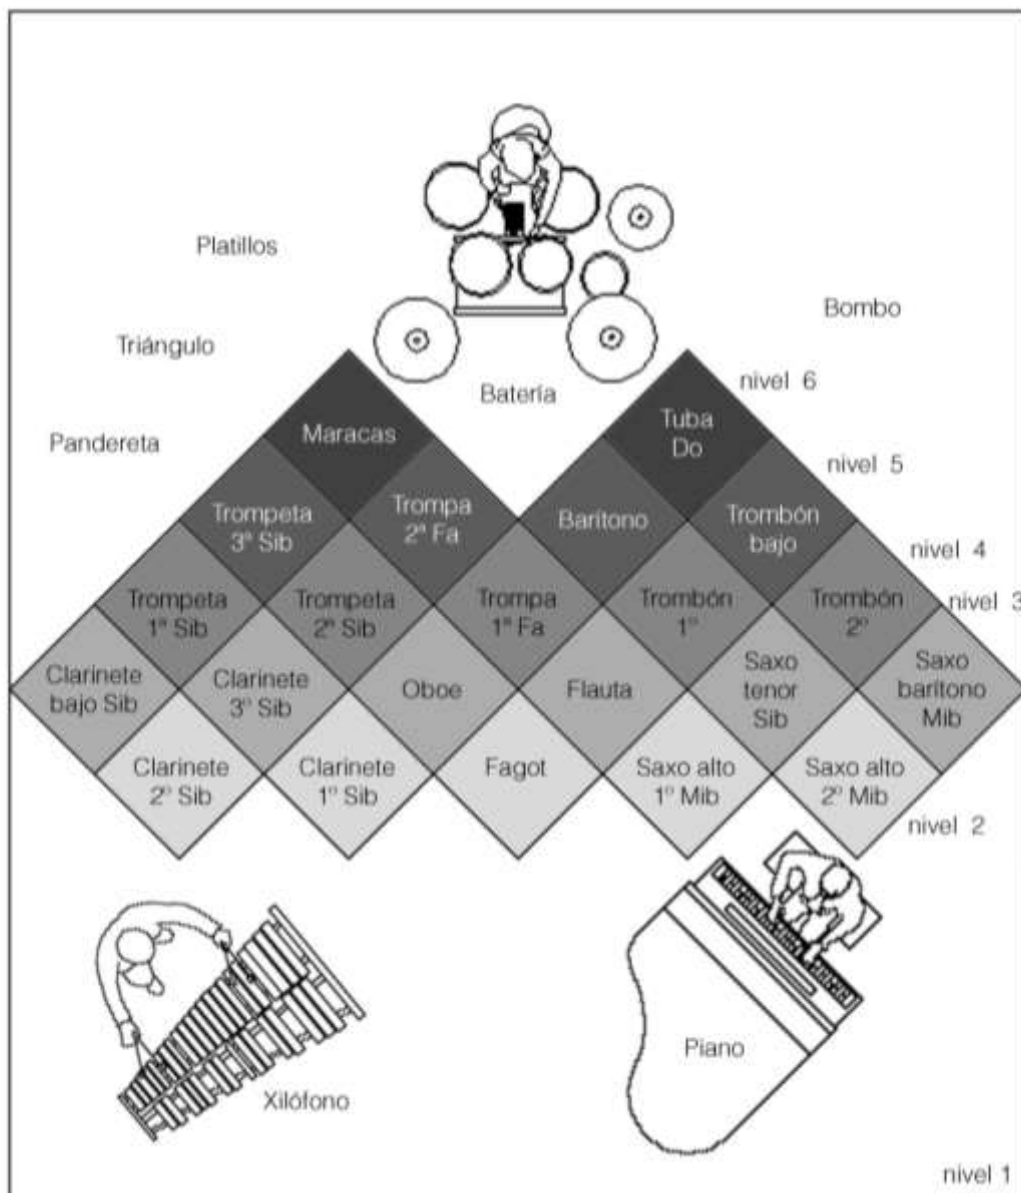 Platillos
Bombo
Triángulo
nivel 6
Batería
Pandereta
Maracas
Tuba
Do
nivel 5
Trompeta
3ª Sib
Trompa
2ª Fa
Barítono
Trombón
bajo
nivel 4
Trompeta
1ª Sib
Trompeta
2ª Sib
Trompa
1ª Fa
Trombón
1º
Trombón
2º
nivel 3
Clarinete
bajo Sib
Clarinete
3º Sib
Oboe
Flauta
Saxo
tenor
Sib
Saxo
barítono
Mib
Clarinete
2º Sib
Clarinete
1º Sib
Fagot
Saxo alto
1º Mib
Saxo alto
2º Mib
nivel 2
Piano
Xilófono
nivel 1